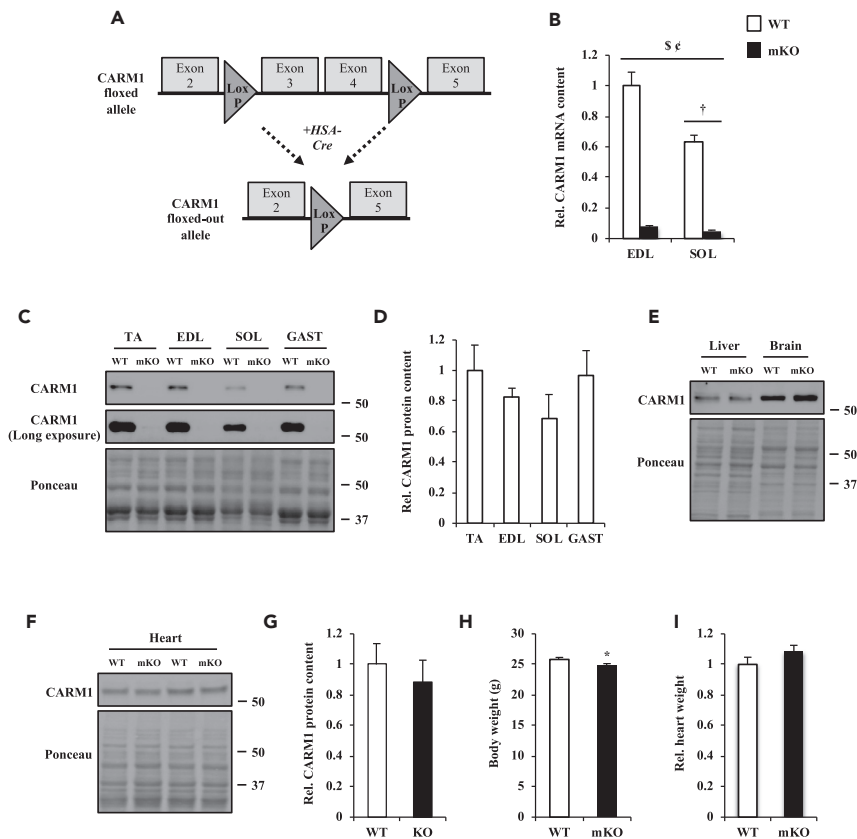 A
CARM1
floxed
allele
Exon
2
Lox
P
Exon
3
Exon
4
Lox
P
Exon
5
+HSA-
Cre
CARM1
floxed-out
allele
Exon
2
Lox
P
Exon
5
B
WT
mKO
Rel. CARM1 mRNA content
1.2
1
0.8
0.6
0.4
0.2
0
$ ¢
†
EDL SOL
C
TA EDL SOL GAST
WT mKO WT mKO WT mKO WT mKO
CARM1
50
CARM1
(Long exposure)
50
Ponceau
50
37
D
Rel. CARM1 protein content
1.2
1
0.8
0.6
0.4
0.2
0
TA EDL SOL GAST
E
Liver Brain
WT mKO WT mKO
CARM1
50
Ponceau
50
37
F
Heart
WT mKO WT mKO
CARM1
50
Ponceau
50
37
G
Rel. CARM1 protein content
1.2
1
0.8
0.6
0.4
0.2
0
WT KO
H
Body weight (g)
30
25
20
15
10
5
0
*
WT mKO
I
Rel. heart weight
1.2
1
0.8
0.6
0.4
0.2
0
WT mKO